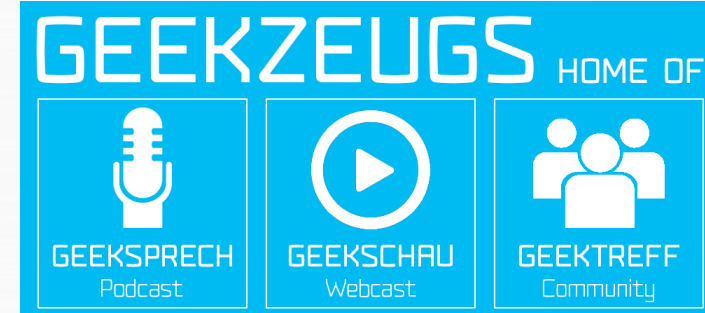 GEEKZEUGS HOME OF
GEEKSPRECH
Podcast
GEEKSCHAU
Webcast
GEEKTREFF
Community